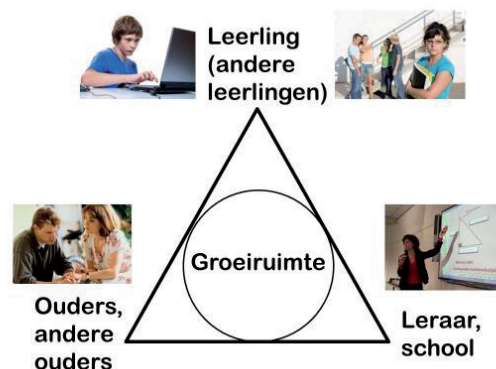 Leerling
(andere
leerlingen)
Groeiruimte
Ouders,
andere
ouders
Leraar,
school